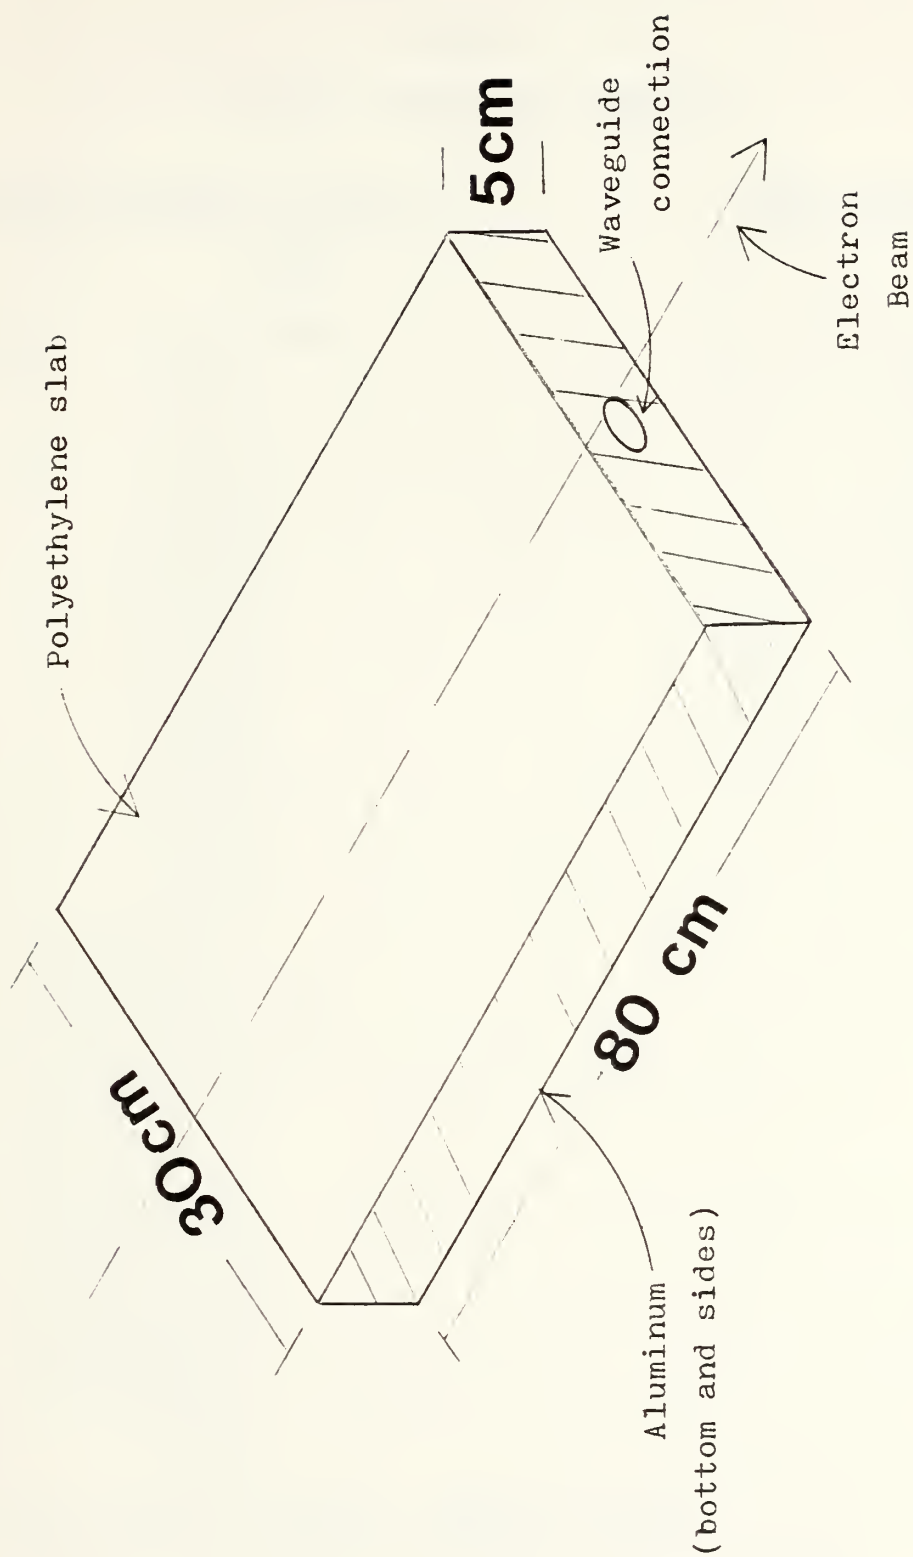 Polyethylene slab
5cm
Waveguide
connection
Electron
Beam
30cm
80 cm
Aluminum
(bottom and sides)